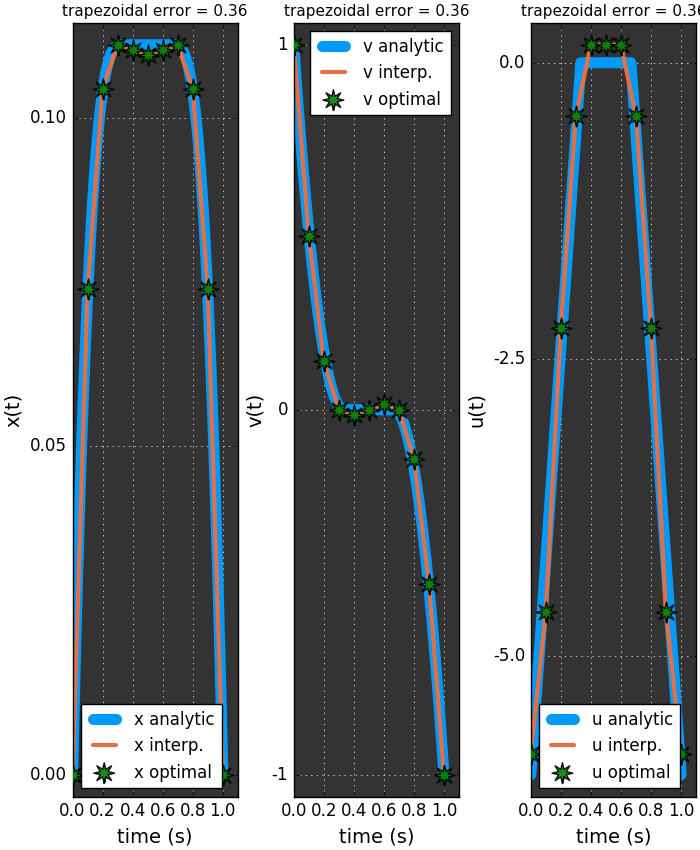 trapezoidal error = 0.36
x(t)
0.10
0.05
0.00
x analytic
x interp.
x optimal
0.0 0.2 0.4 0.6 0.8 1.0
time (s)
trapezoidal error = 0.36
v(t)
1
0
-1
v analytic
v interp.
v optimal
0.0 0.2 0.4 0.6 0.8 1.0
time (s)
trapezoidal error = 0.36
u(t)
0.0
-2.5
-5.0
u analytic
u interp.
u optimal
0.0 0.2 0.4 0.6 0.8 1.0
time (s)